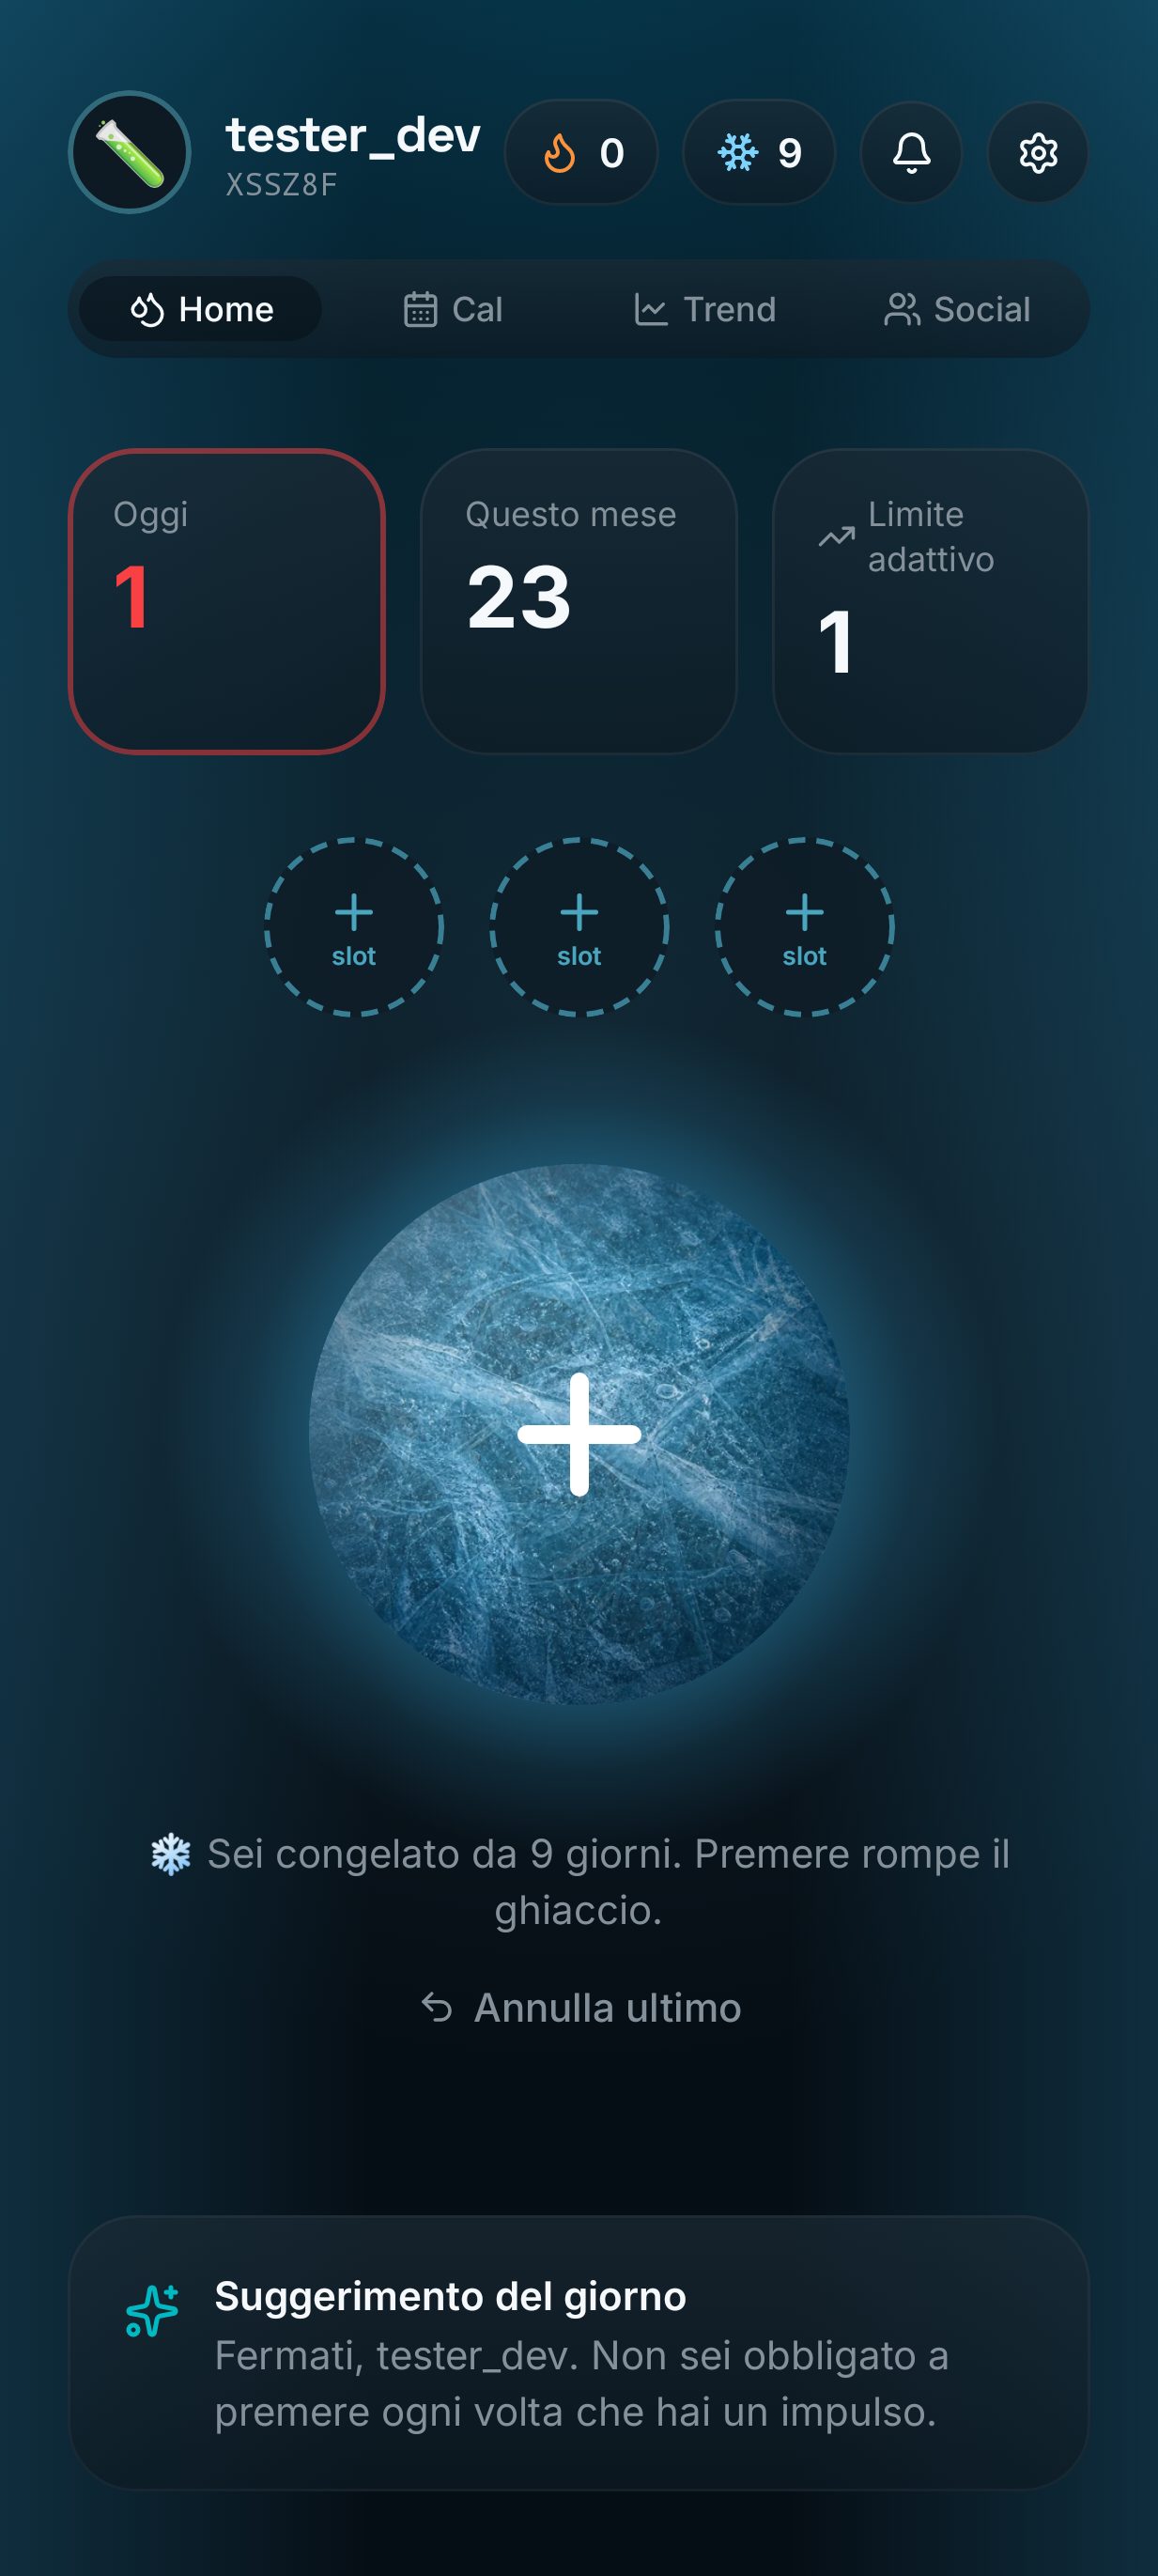 tester_dev
XSSZ8F
0
9
Home
Cal
Trend
Social
Oggi
1
Questo mese
23
Limite
adattivo
1
slot
slot
slot
Sei congelato da 9 giorni. Premere rompe il
ghiaccio.
Annulla ultimo
Suggerimento del giorno
Fermati, tester_dev. Non sei obbligato a
premere ogni volta che hai un impulso.